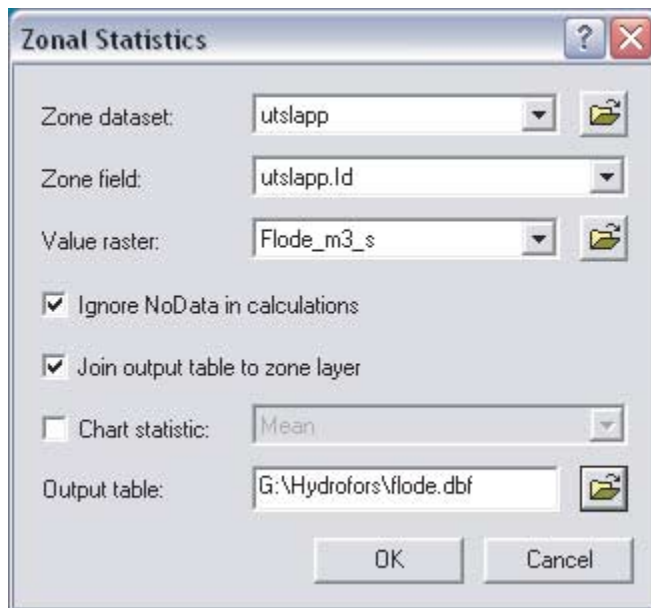 Zonal Statistics
Zone dataset: utslapp
Zone field: utslapp.Id
Value raster: Flode_m3_s
Ignore NoData in calculations
Join output table to zone layer
Chart statistic: Mean
Output table: G:\Hydrofors\flode.dbf
OK Cancel